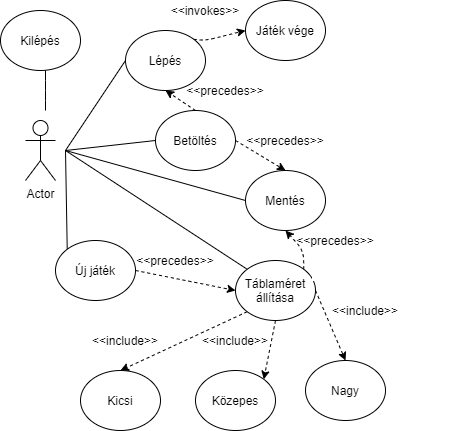 <<invokes>>
Játék vége
Kilépés
Lépés
<<precedes>>
Betöltés
<<precedes>>
Actor
Mentés
<<precedes>>
Új játék
<<precedes>>
Táblaméret
állítása
<<include>>
<<include>>
<<include>>
Kicsi
Közepes
Nagy